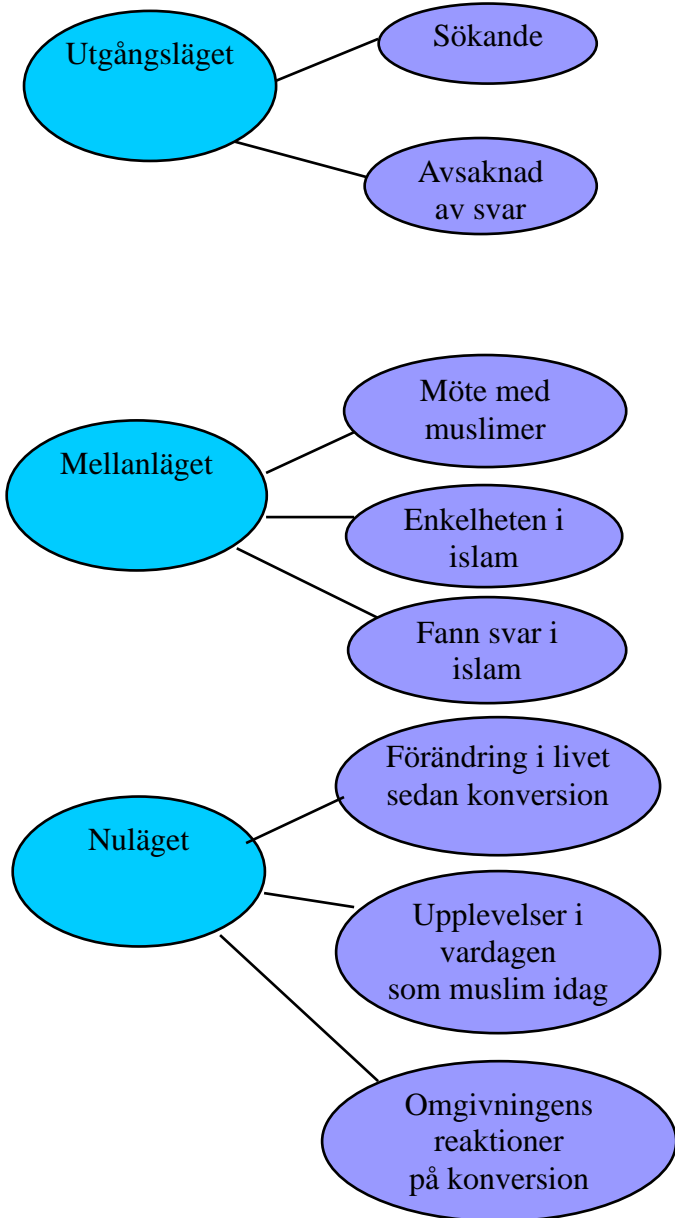 Utgångsläget
Sökande
Avsaknad
av svar
Mellanläget
Möte med
muslimer
Enkelheten i
islam
Fann svar i
islam
Nuläget
Förändring i livet
sedan konversion
Upplevelser i
vardagen
som muslim idag
Omgivningens
reaktioner
på konversion